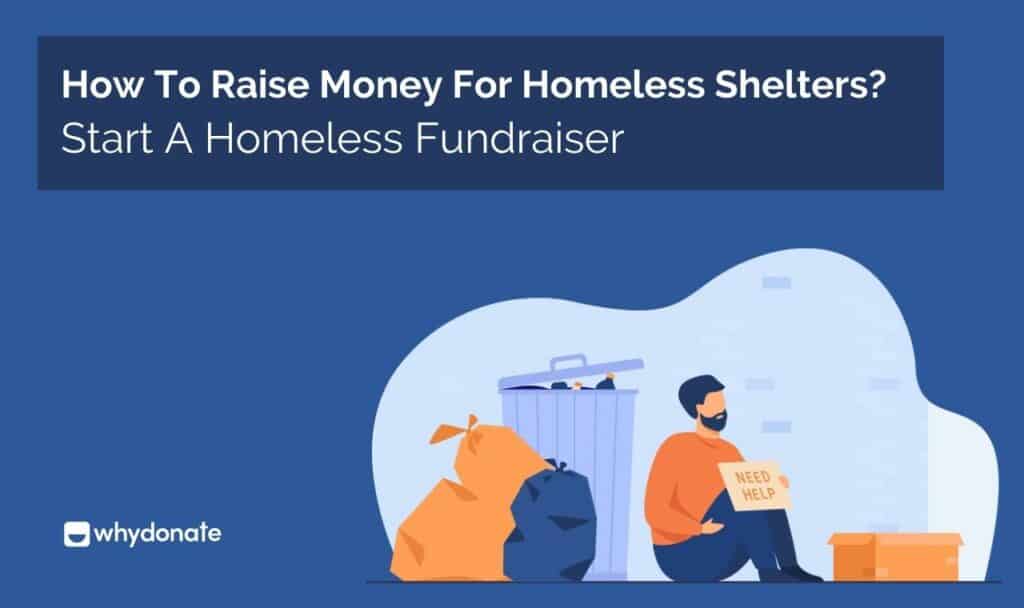 How To Raise Money For Homeless Shelters?
Start A Homeless Fundraiser
NEED
HELP
whydonate